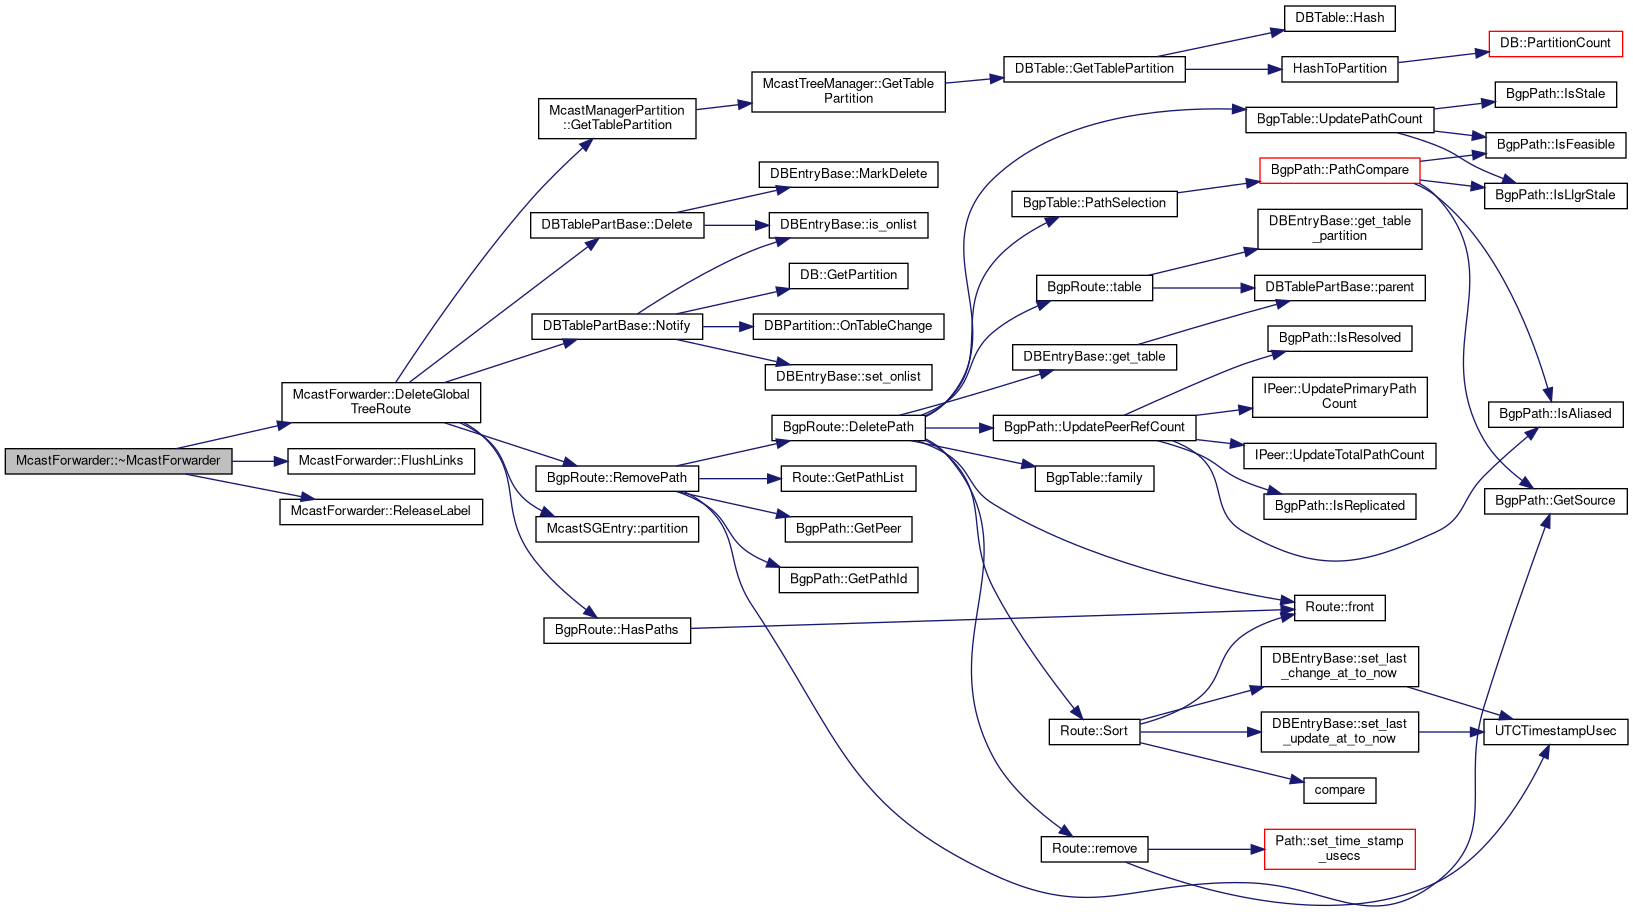 McastForwarder::~McastForwarder
McastForwarder::DeleteGlobal
TreeRoute
McastForwarder::FlushLinks
McastForwarder::ReleaseLabel
McastManagerPartition
::GetTablePartition
DBTablePartBase::Delete
DBTablePartBase::Notify
BgpRoute::RemovePath
McastSGEntry::partition
BgpRoute::HasPaths
McastTreeManager::GetTable
Partition
DBEntryBase::MarkDelete
DBEntryBase::is_onlist
DB::GetPartition
DBPartition::OnTableChange
DBEntryBase::set_onlist
BgpRoute::DeletePath
Route::GetPathList
BgpPath::GetPeer
BgpPath::GetPathId
DBTable::GetTablePartition
BgpTable::PathSelection
BgpRoute::table
DBEntryBase::get_table
BgpPath::UpdatePeerRefCount
BgpTable::family
Route::Sort
Route::remove
DBTable::Hash
HashToPartition
BgpTable::UpdatePathCount
BgpPath::PathCompare
DBEntryBase::get_table
_partition
DBTablePartBase::parent
BgpPath::IsResolved
IPeer::UpdatePrimaryPath
Count
IPeer::UpdateTotalPathCount
BgpPath::IsReplicated
Route::front
DBEntryBase::set_last
_change_at_to_now
DBEntryBase::set_last
_update_at_to_now
compare
Path::set_time_stamp
_usecs
DB::PartitionCount
BgpPath::IsStale
BgpPath::IsFeasible
BgpPath::IsLlgrStale
BgpPath::IsAliased
BgpPath::GetSource
UTCTimestampUsec